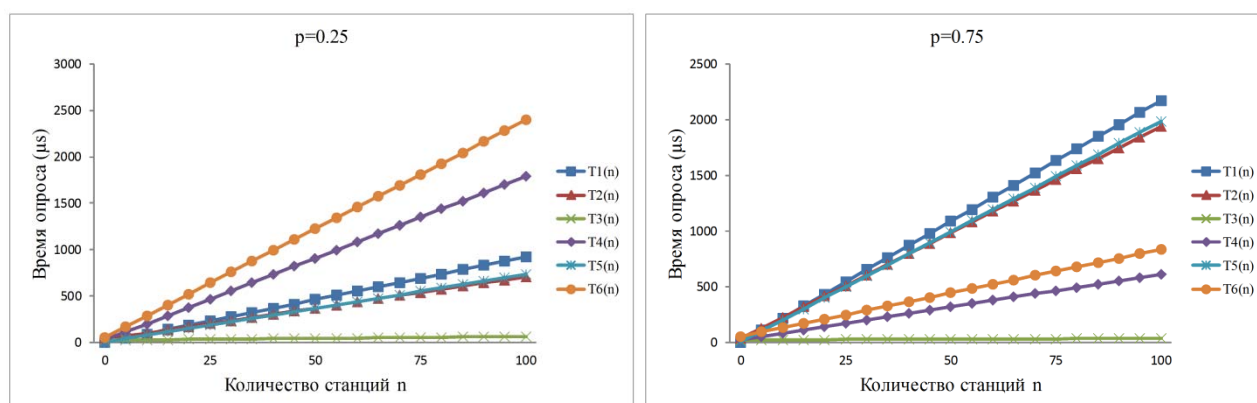 p=0.25
3000
2500
2000
1500
1000
500
0
Время опроса (µs)
0 25 50 75 100
Количество станций n
T1(n)
T2(n)
T3(n)
T4(n)
T5(n)
T6(n)
p=0.75
2500
2000
1500
1000
500
0
Время опроса (µs)
0 25 50 75 100
Количество станций n
T1(n)
T2(n)
T3(n)
T4(n)
T5(n)
T6(n)